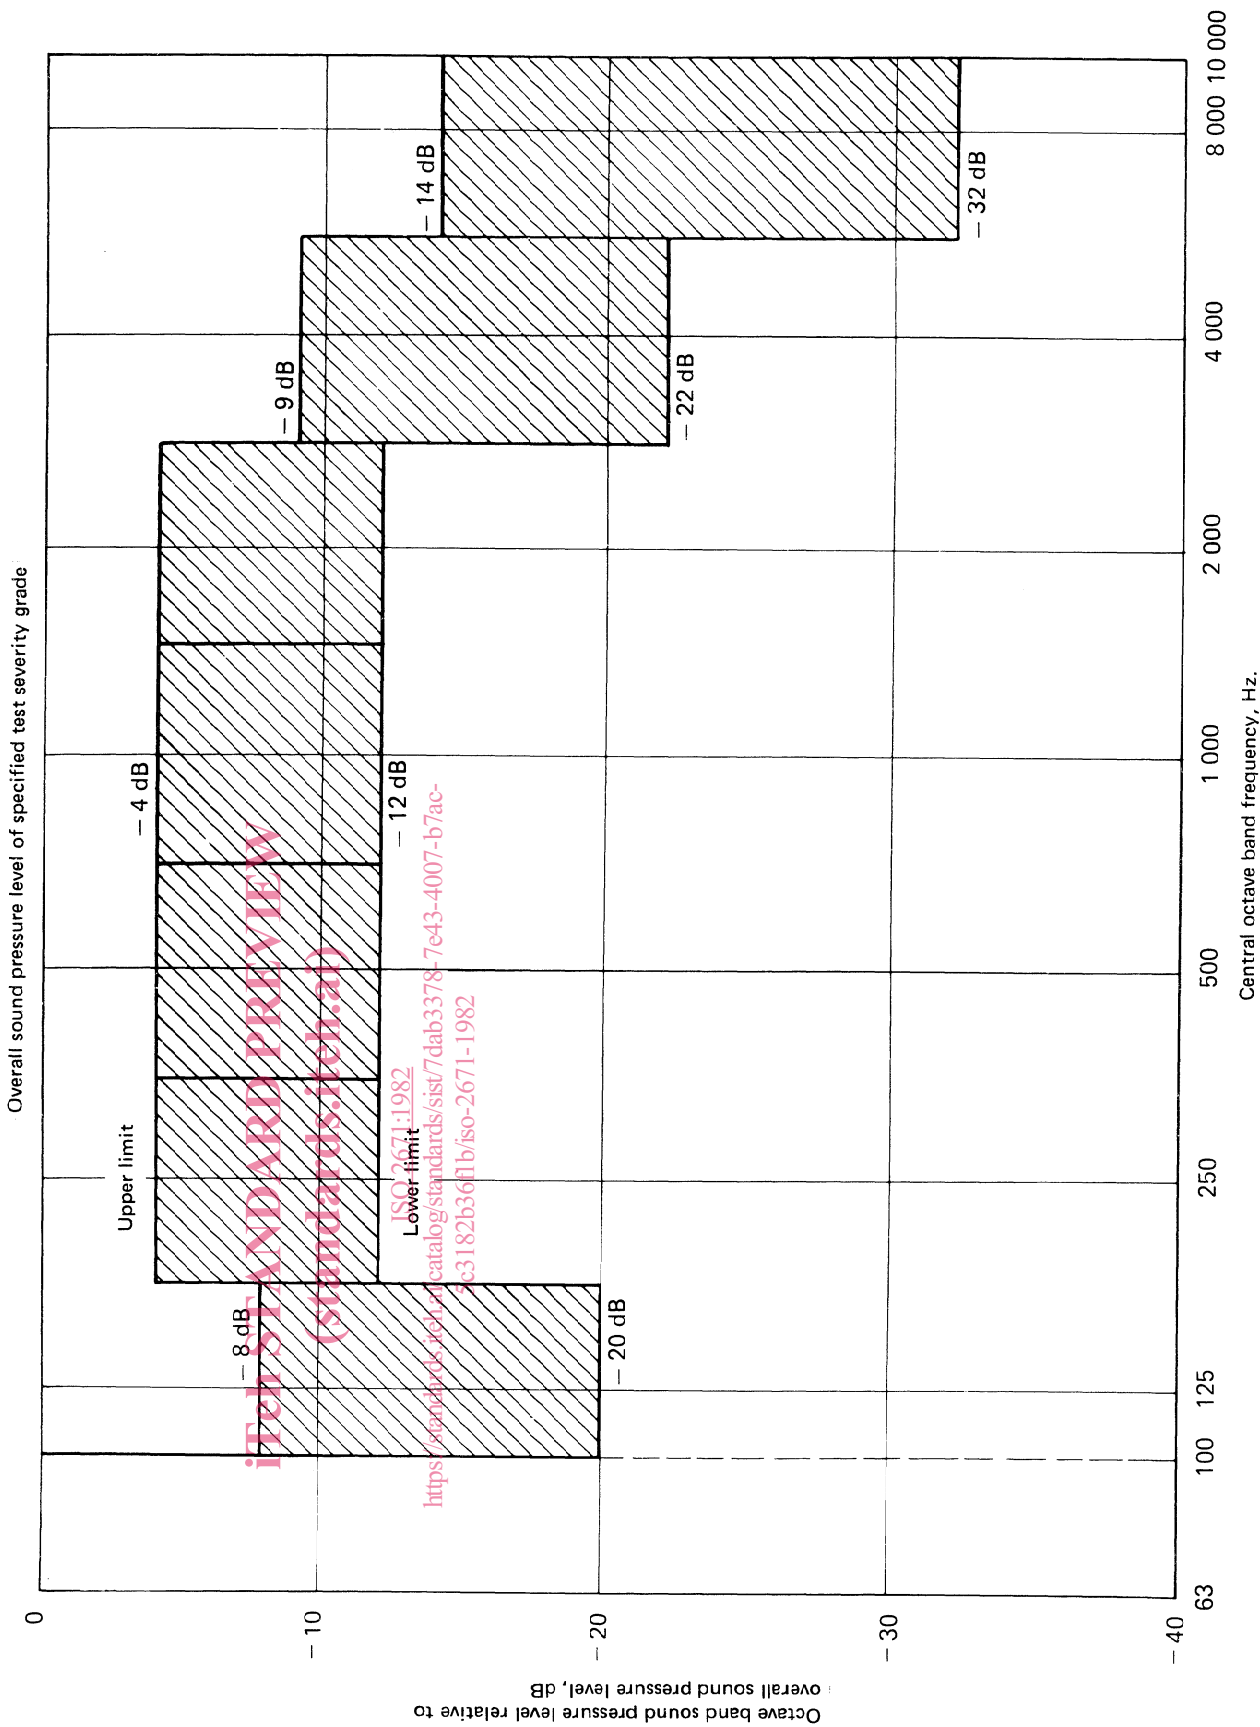 Overall sound pressure level of specified test severity grade
Upper limit
− 4 dB
− 8 dB
− 9 dB
− 14 dB
Lower limit
− 12 dB
− 20 dB
− 22 dB
− 32 dB
iTeh STANDARD PREVIEW
(standards.iteh.ai)
ISO 2671:1982
https://standards.iteh.ai/catalog/standards/sist/7dab3378-7e43-4007-b7ac-
5c3182b36f1b/iso-2671-1982
0
− 10
− 20
− 30
− 40
Octave band sound pressure level relative to
overall sound pressure level, dB
63
100
125
250
500
1 000
2 000
4 000
8 000
10 000
Central octave band frequency, Hz.